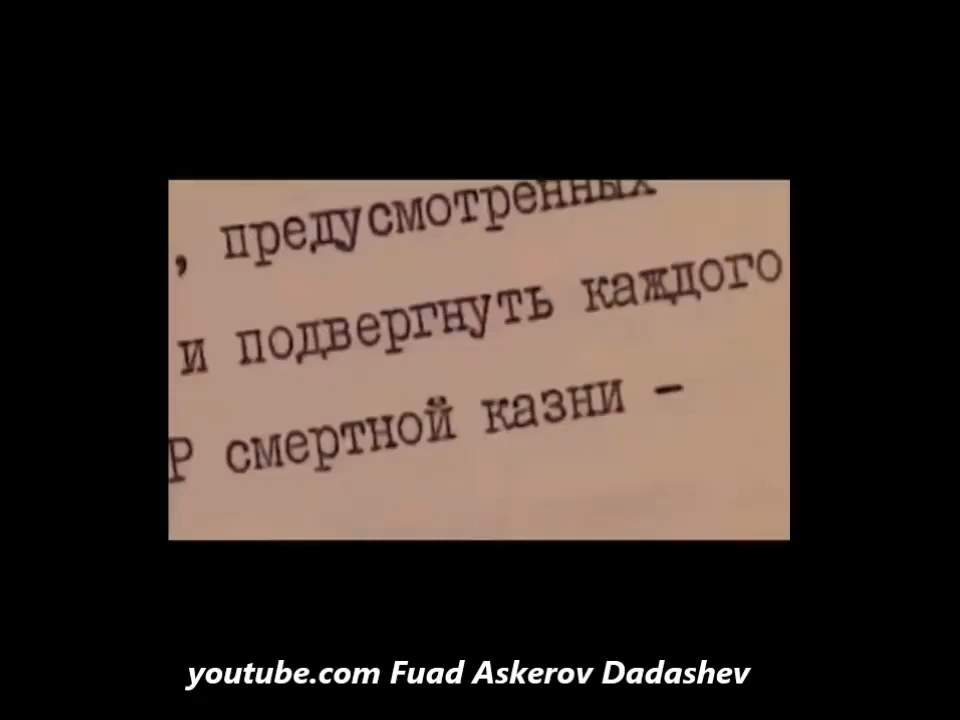 , предусмотренных
и подвергнуть каждого
Р смертной казни –
youtube.com Fuad Askerov Dadashev